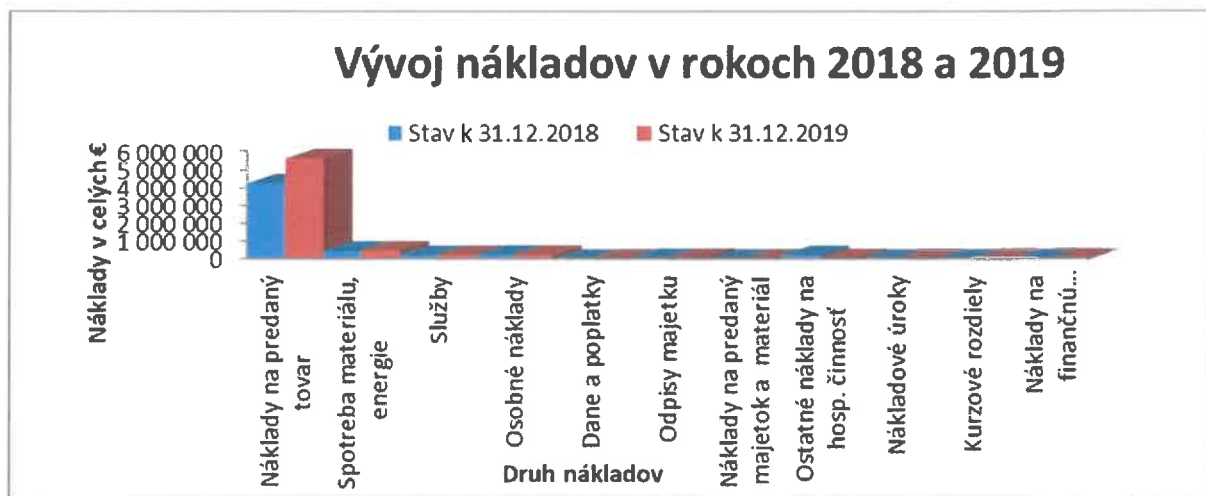 Vývoj nákladov v rokoch 2018 a 2019
Stav k 31.12.2018
Stav k 31.12.2019
Náklady v celých €
6 000 000
5 000 000
4 000 000
3 000 000
2 000 000
1 000 000
0
Náklady na predaný
tovar
Spotreba materiálu,
energie
Služby
Osobné náklady
Dane a poplatky
Odpisy majetku
Náklady na predaný
majetok a materiál
Ostatné náklady na
hosp. činnosť
Nákladové úroky
Kurzové rozdiely
Náklady na
finančnú...
Druh nákladov